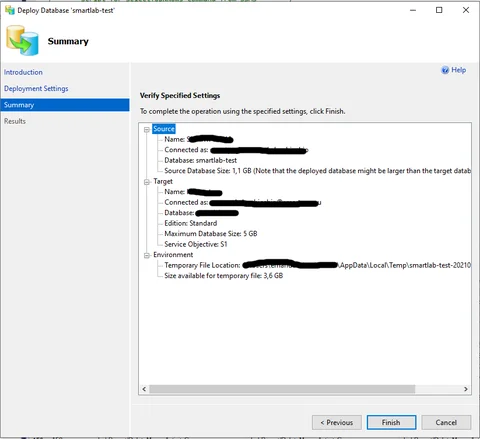 Deploy Database 'smartlab-test'
Summary
Introduction
Help
Deployment Settings
Summary
Results
Verify Specified Settings
To complete the operation using the specified settings, click Finish.
Source
Name:
Connected as:
Database: smartlab-test
Source Database Size: 1,1 GB (Note that the deployed database might be larger than the target datab
Target
Name:
Connected as:
Database:
Edition: Standard
Maximum Database Size: 5 GB
Service Objective: S1
Environment
Temporary File Location: \AppData\Local\Temp\smartlab-test-20210
Size available for temporary file: 3,6 GB
< Previous
Finish
Cancel